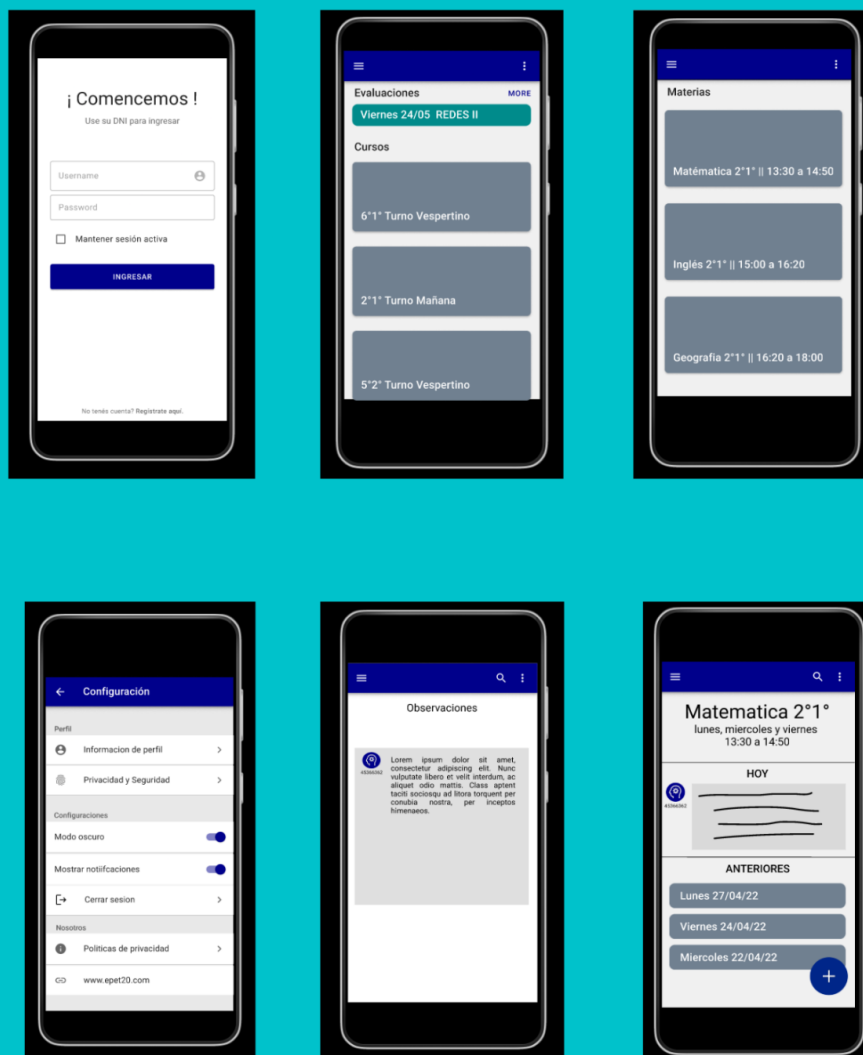 ¡ Comencemos !
Use su DNI para ingresar
Username
Password
Mantener sesión activa
INGRESAR
No tenés cuenta? Registrate aquí.
Evaluaciones MORE
Viernes 24/05 REDES II
Cursos
6°1° Turno Vespertino
2°1° Turno Mañana
5°2° Turno Vespertino
Materias
Matématica 2°1° || 13:30 a 14:50
Inglés 2°1° || 15:00 a 16:20
Geografia 2°1° || 16:20 a 18:00
Configuración
Perfil
Informacion de perfil
Privacidad y Seguridad
Configuraciones
Modo oscuro
Mostrar notiifcaciones
Cerrar sesion
Nosotros
Politicas de privacidad
www.epet20.com
Observaciones
Lorem ipsum dolor sit amet,
consectetur adipiscing elit. Nunc
vulputate libero et velit interdum, ac
aliquet odio mattis. Class aptent
taciti sociosqu ad litora torquent per
conubia nostra, per inceptos
himenaeos.
Matematica 2°1°
lunes, miercoles y viernes
13:30 a 14:50
HOY
ANTERIORES
Lunes 27/04/22
Viernes 24/04/22
Miercoles 22/04/22